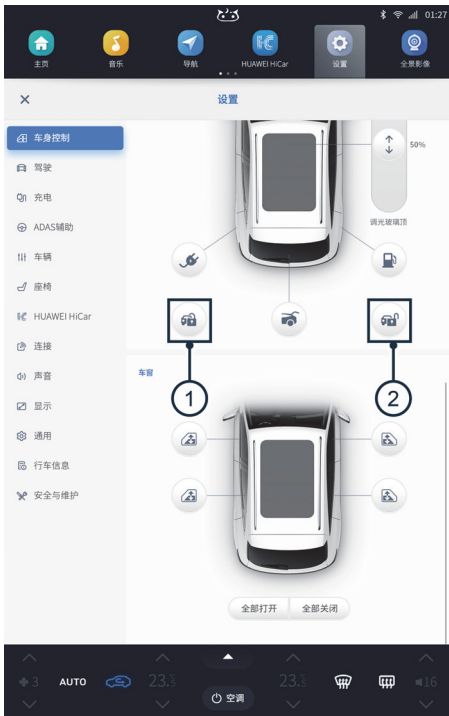 01:27
主页
音乐
导航
HUAWEI HiCar
设置
全景影像
设置
车身控制
驾驶
充电
ADAS辅助
车辆
座椅
HUAWEI HiCar
连接
声音
显示
通用
行车信息
安全与维护
50%
调光玻璃顶
1
2
车窗
全部打开
全部关闭
3
AUTO
23.5
空调
23.5
16